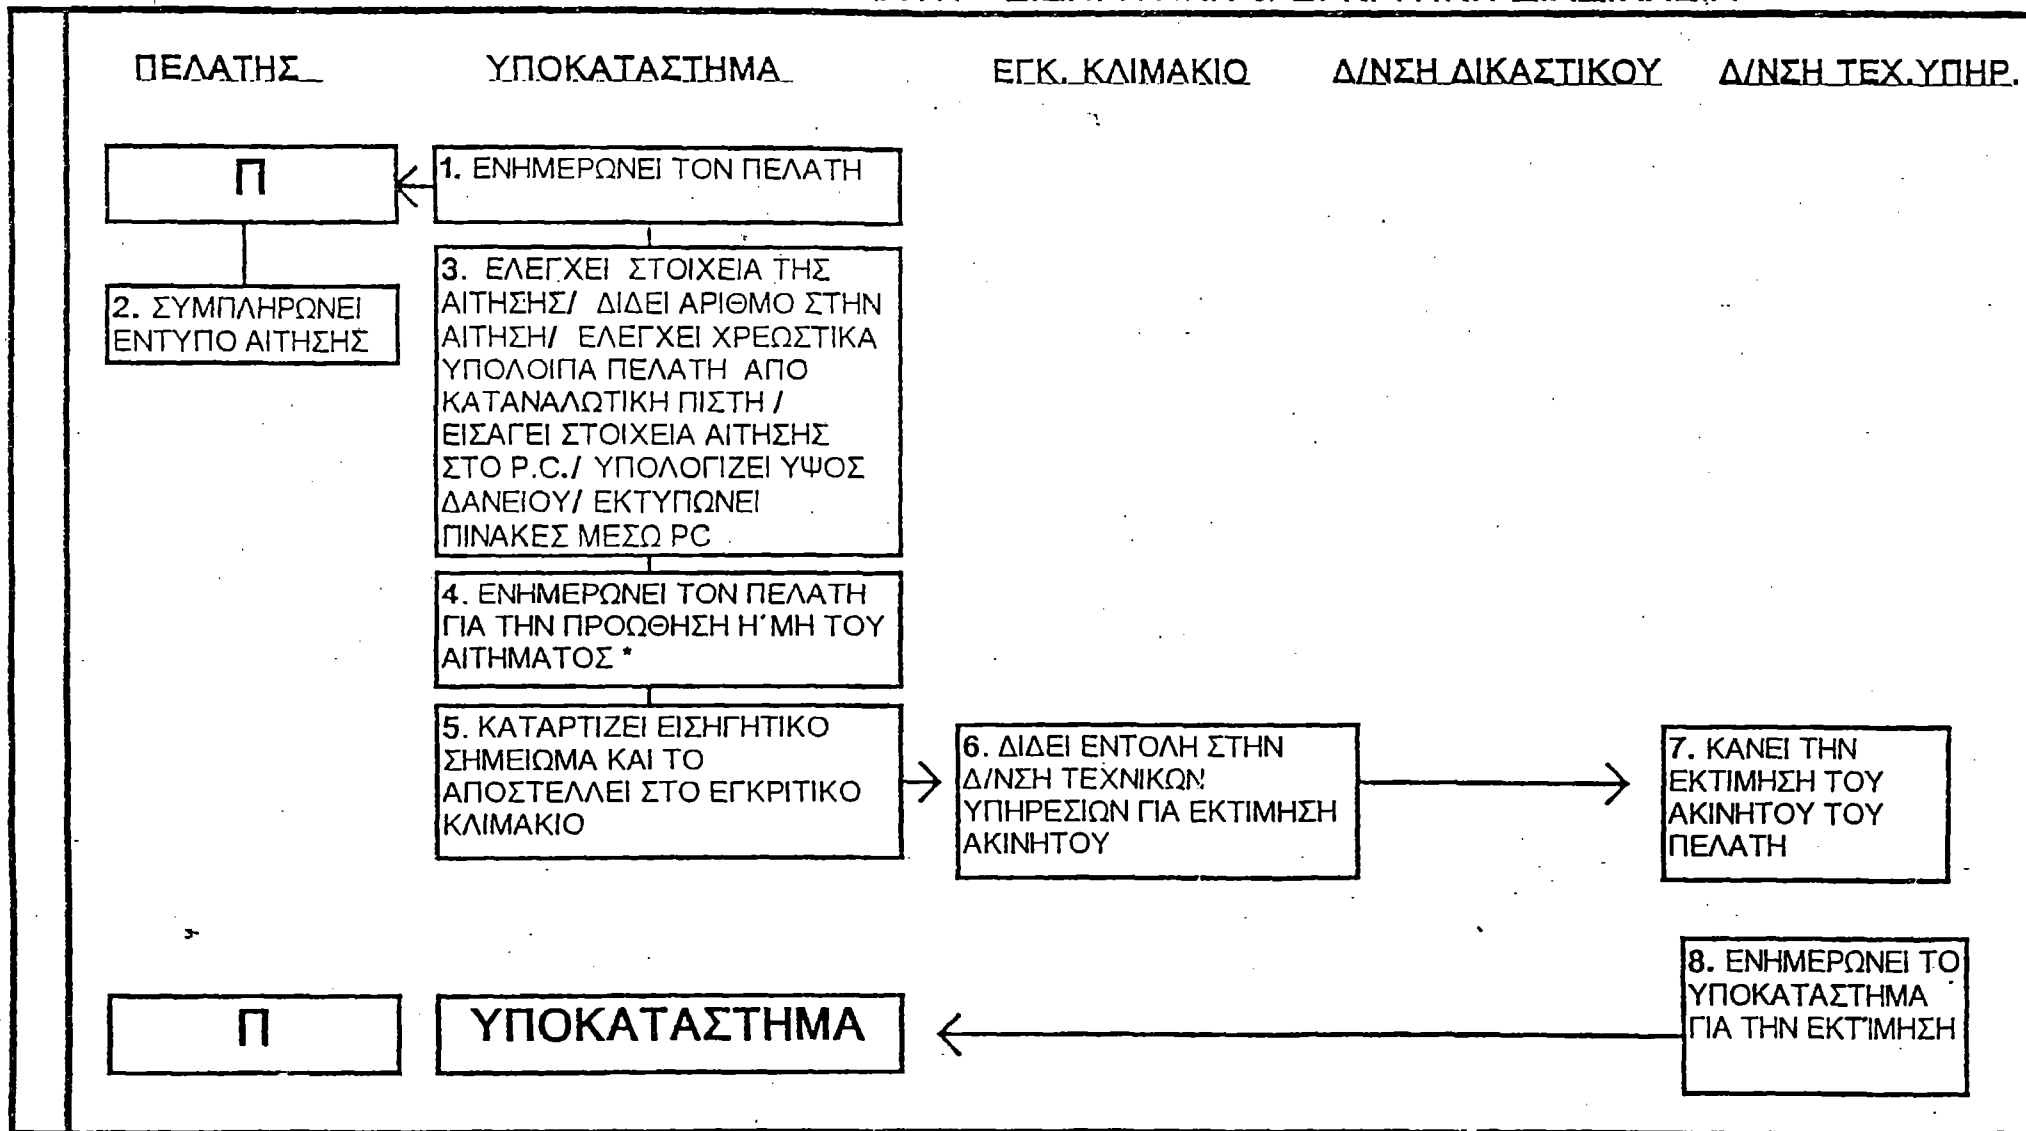 ΠΕΛΑΤΗΣ ΥΠΟΚΑΤΑΣΤΗΜΑ ΕΓΚ. ΚΛΙΜΑΚΙΟ Δ/ΝΣΗ ΔΙΚΑΣΤΙΚΟΥ Δ/ΝΣΗ ΤΕΧ.ΥΠΗΡ.
Π
1. ΕΝΗΜΕΡΩΝΕΙ ΤΟΝ ΠΕΛΑΤΗ
2. ΣΥΜΠΛΗΡΩΝΕΙ
ΕΝΤΥΠΟ ΑΙΤΗΣΗΣ
3. ΕΛΕΓΧΕΙ ΣΤΟΙΧΕΙΑ ΤΗΣ
ΑΙΤΗΣΗΣ/ ΔΙΔΕΙ ΑΡΙΘΜΟ ΣΤΗΝ
ΑΙΤΗΣΗ/ ΕΛΕΓΧΕΙ ΧΡΕΩΣΤΙΚΑ
ΥΠΟΛΟΙΠΑ ΠΕΛΑΤΗ ΑΠΟ
ΚΑΤΑΝΑΛΩΤΙΚΗ ΠΙΣΤΗ /
ΕΙΣΑΓΕΙ ΣΤΟΙΧΕΙΑ ΑΙΤΗΣΗΣ
ΣΤΟ P.C./ ΥΠΟΛΟΓΙΖΕΙ ΥΨΟΣ
ΔΑΝΕΙΟΥ/ ΕΚΤΥΠΩΝΕΙ
ΠΙΝΑΚΕΣ ΜΕΣΩ PC
4. ΕΝΗΜΕΡΩΝΕΙ ΤΟΝ ΠΕΛΑΤΗ
ΓΙΑ ΤΗΝ ΠΡΟΩΘΗΣΗ Η΄ΜΗ ΤΟΥ
ΑΙΤΗΜΑΤΟΣ *
5. ΚΑΤΑΡΤΙΖΕΙ ΕΙΣΗΓΗΤΙΚΟ
ΣΗΜΕΙΩΜΑ ΚΑΙ ΤΟ
ΑΠΟΣΤΕΛΛΕΙ ΣΤΟ ΕΓΚΡΙΤΙΚΟ
ΚΛΙΜΑΚΙΟ
6. ΔΙΔΕΙ ΕΝΤΟΛΗ ΣΤΗΝ
Δ/ΝΣΗ ΤΕΧΝΙΚΩΝ
ΥΠΗΡΕΣΙΩΝ ΓΙΑ ΕΚΤΙΜΗΣΗ
ΑΚΙΝΗΤΟΥ
7. ΚΑΝΕΙ ΤΗΝ
ΕΚΤΙΜΗΣΗ ΤΟΥ
ΑΚΙΝΗΤΟΥ ΤΟΥ
ΠΕΛΑΤΗ
8. ΕΝΗΜΕΡΩΝΕΙ ΤΟ
ΥΠΟΚΑΤΑΣΤΗΜΑ
ΓΙΑ ΤΗΝ ΕΚΤΙΜΗΣΗ
Π
ΥΠΟΚΑΤΑΣΤΗΜΑ